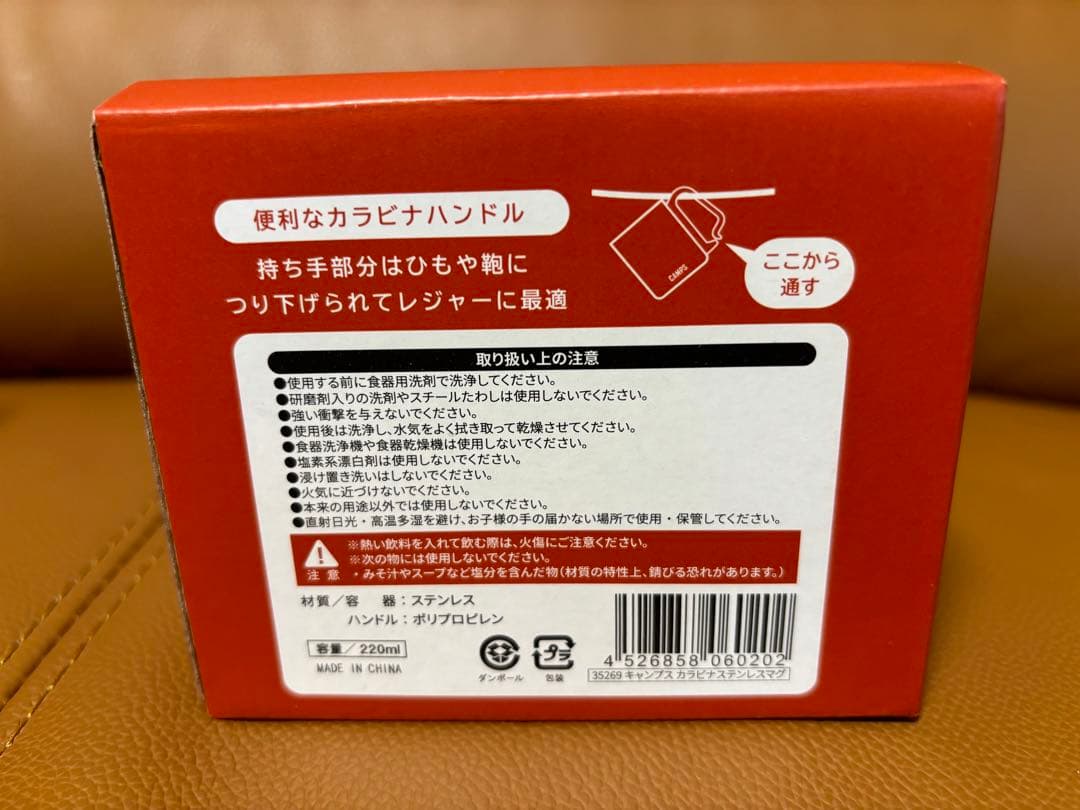 便利なカラビナハンドル
持ち手部分はひもや鞄に
つり下げられてレジャーに最適
CAMPS
ここから
通す
取り扱い上の注意
●使用する前に食器用洗剤で洗浄してください。
●研磨剤入りの洗剤やスチールたわしは使用しないでください。
●強い衝撃を与えないでください。
●使用後は洗浄し、水気をよく拭き取って乾燥させてください。
●食器洗浄機や食器乾燥機は使用しないでください。
●塩素系漂白剤は使用しないでください。
●浸け置き洗いはしないでください。
●火気に近づけないでください。
●本来の用途以外では使用しないでください。
●直射日光・高温多湿を避け、お子様の手の届かない場所で使用・保管してください。
注意
※熱い飲料を入れて飲む際は、火傷にご注意ください。
※次の物には使用しないでください。
・みそ汁やスープなど塩分を含んだ物(材質の特性上、錆びる恐れがあります。)
材質／容　器：ステンレス
ハンドル：ポリプロピレン
容量／220ml
MADE IN CHINA
ダンボール
プラ
包装
4 526858 060202
35269 キャンプス カラビナステンレスマグ